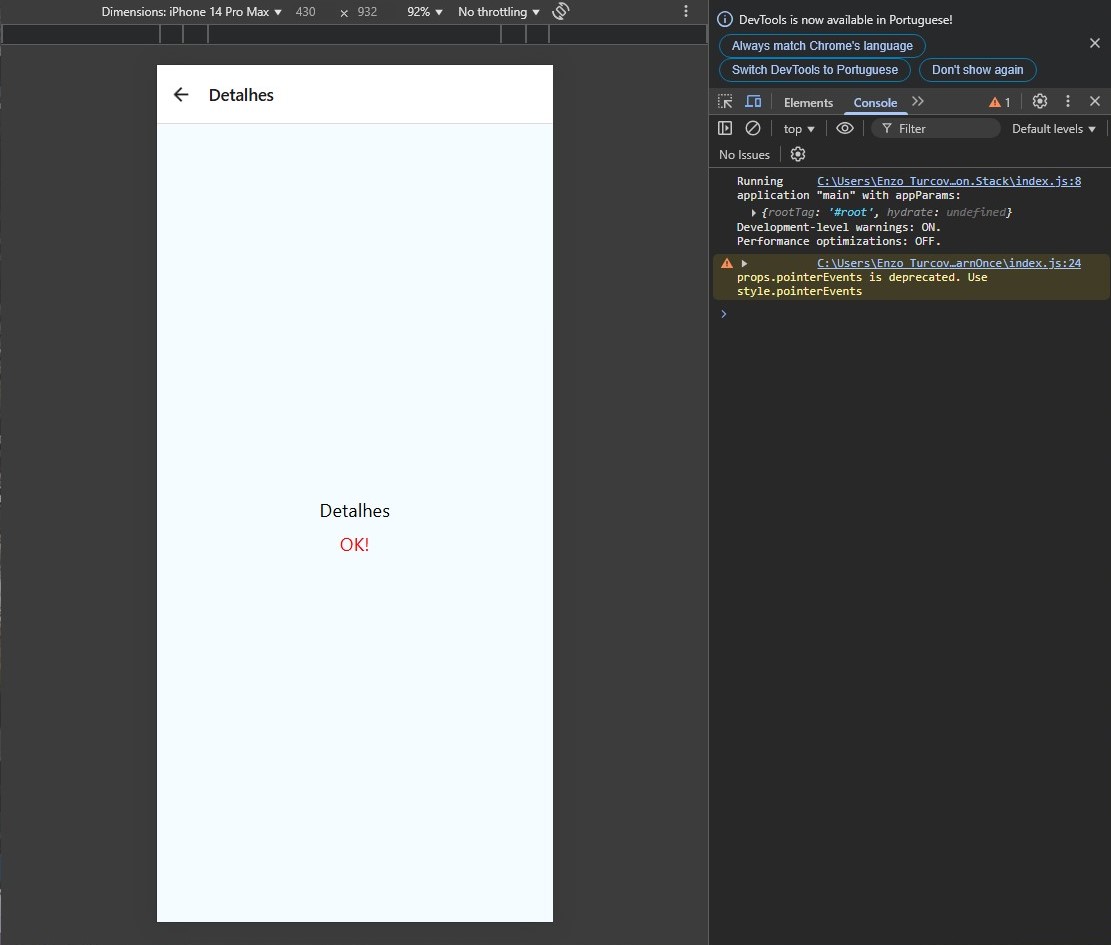 Dimensions: iPhone 14 Pro Max 430 × 932 92% No throttling
Detalhes
Detalhes
OK!
DevTools is now available in Portuguese!
Always match Chrome's language
Switch DevTools to Portuguese Don't show again
Elements Console 1
top Filter Default levels
No Issues
Running C:\Users\Enzo Turcov…on.Stack\index.js:8
application "main" with appParams:
{rootTag: '#root', hydrate: undefined}
Development-level warnings: ON.
Performance optimizations: OFF.
C:\Users\Enzo Turcov…arnOnce\index.js:24
props.pointerEvents is deprecated. Use
style.pointerEvents